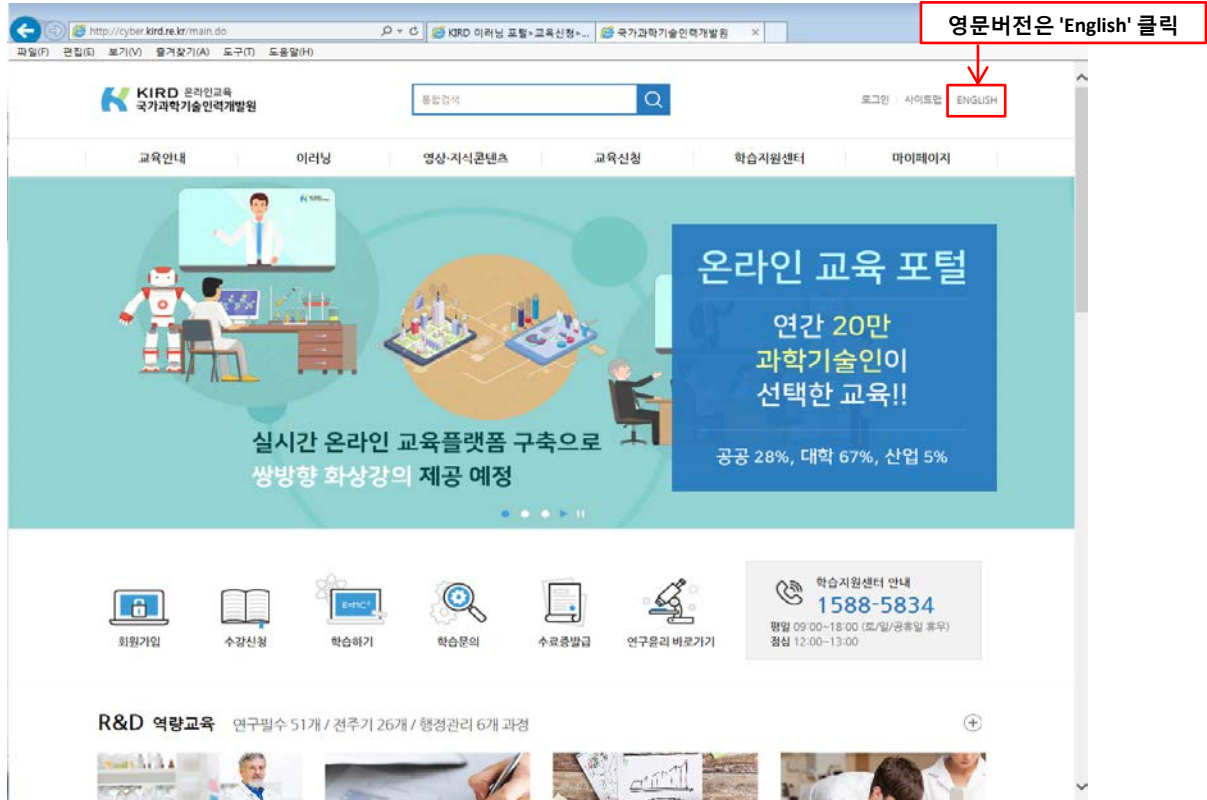 영문버전은 'English' 클릭
http://cyber.kird.re.kr/main.do
KIRD 이러닝 포털>교육신청>...
국가과학기술인력개발원
파일(F) 편집(E) 보기(V) 즐겨찾기(A) 도구(T) 도움말(H)
KIRD 온라인교육
국가과학기술인력개발원
통합검색
로그인 사이트맵 ENGLISH
교육안내 이러닝 영상·지식콘텐츠 교육신청 학습지원센터 마이페이지
온라인 교육 포털
연간 20만
과학기술인이
선택한 교육!!
공공 28%, 대학 67%, 산업 5%
실시간 온라인 교육플랫폼 구축으로
쌍방향 화상강의 제공 예정
E=MC²
회원가입 수강신청 학습하기 학습문의 수료증발급 연구윤리 바로가기
학습지원센터 안내
1588-5834
평일 09:00~18:00 (토/일/공휴일 휴무)
점심 12:00~13:00
R&D 역량교육 연구필수 51개 / 전주기 26개 / 행정관리 6개 과정